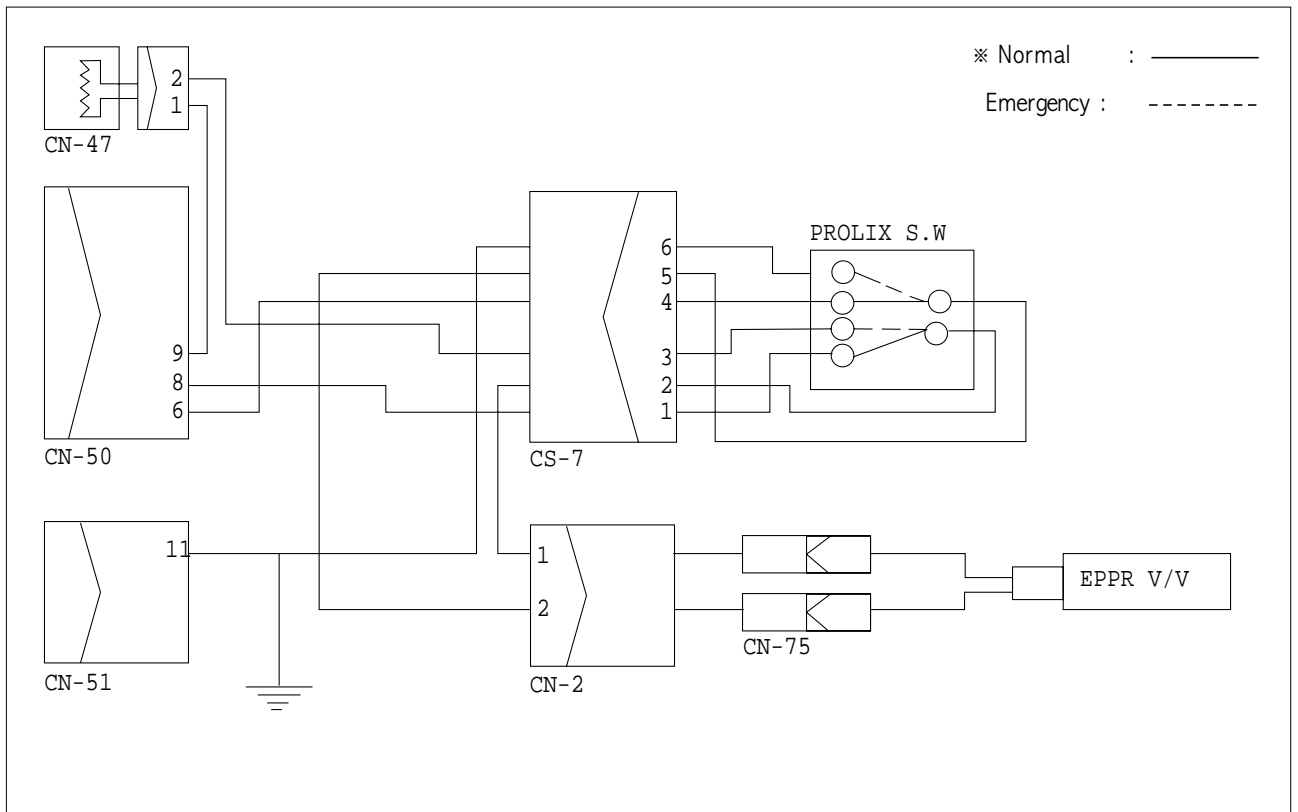 ※ Normal :
Emergency :
2
1
CN-47
9
8
6
CN-50
6
5
4
3
2
1
CS-7
PROLIX S.W
11
CN-51
1
2
CN-2
CN-75
EPPR V/V